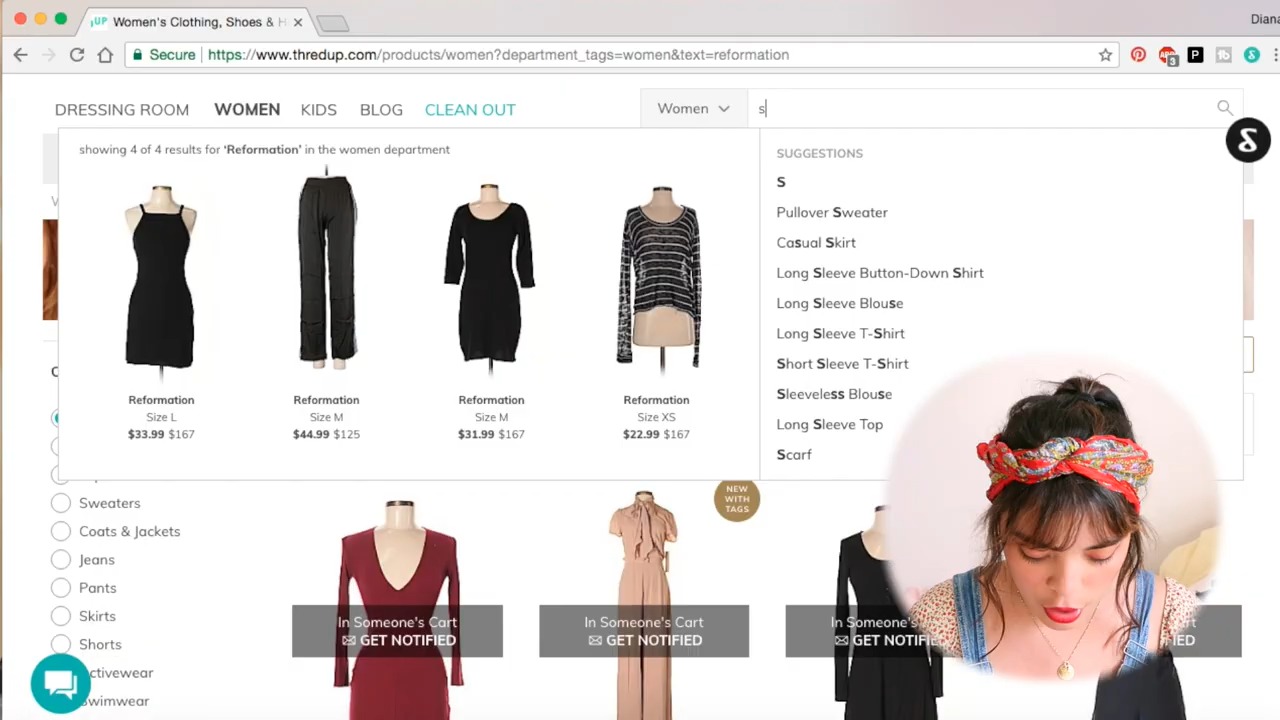 Women's Clothing, Shoes & H
Diana
Secure
https://www.thredup.com/products/women?department_tags=women&text=reformation
3
DRESSING ROOM
WOMEN
KIDS
BLOG
CLEAN OUT
Women
s
showing 4 of 4 results for 'Reformation' in the women department
Reformation
Size L
$33.99 $167
Reformation
Size M
$44.99 $125
Reformation
Size M
$31.99 $167
Reformation
Size XS
$22.99 $167
SUGGESTIONS
S
Pullover Sweater
Casual Skirt
Long Sleeve Button-Down Shirt
Long Sleeve Blouse
Long Sleeve T-Shirt
Short Sleeve T-Shirt
Sleeveless Blouse
Long Sleeve Top
Scarf
Sweaters
Coats & Jackets
Jeans
Pants
Skirts
Shorts
ctivewear
wimwear
NEW
WITH
TAGS
In Someone's Cart
GET NOTIFIED
In Someone's Cart
GET NOTIFIED
In Someone's
GET NOTIFI
rt
IED